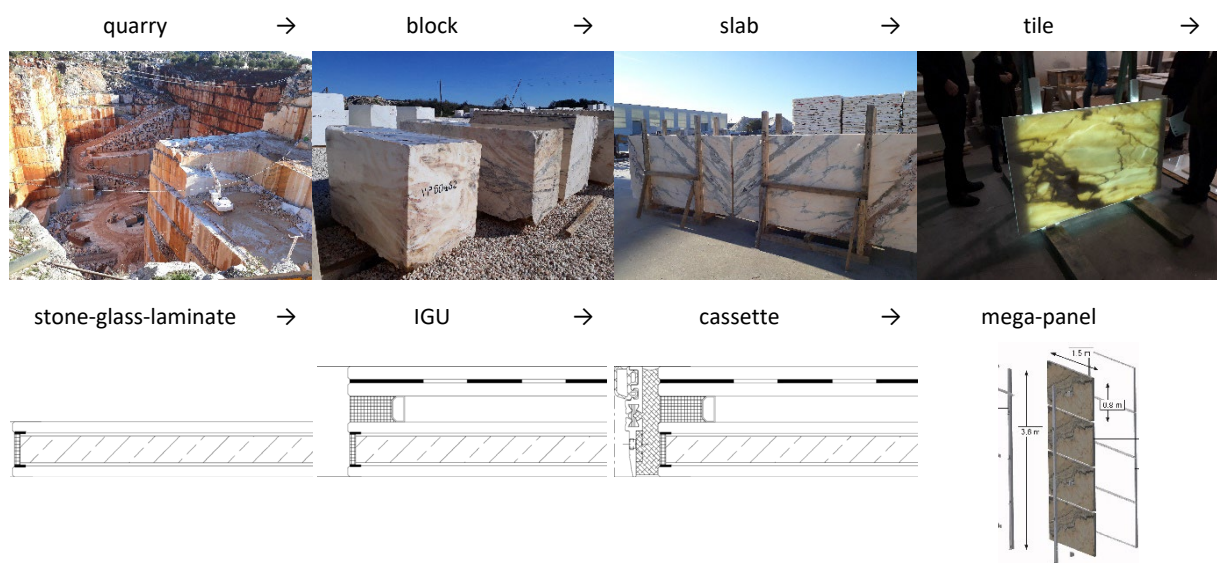 quarry →
block →
slab →
tile →
stone-glass-laminate →
IGU →
cassette →
mega-panel
1.5 m
0.8 m
3.8 m